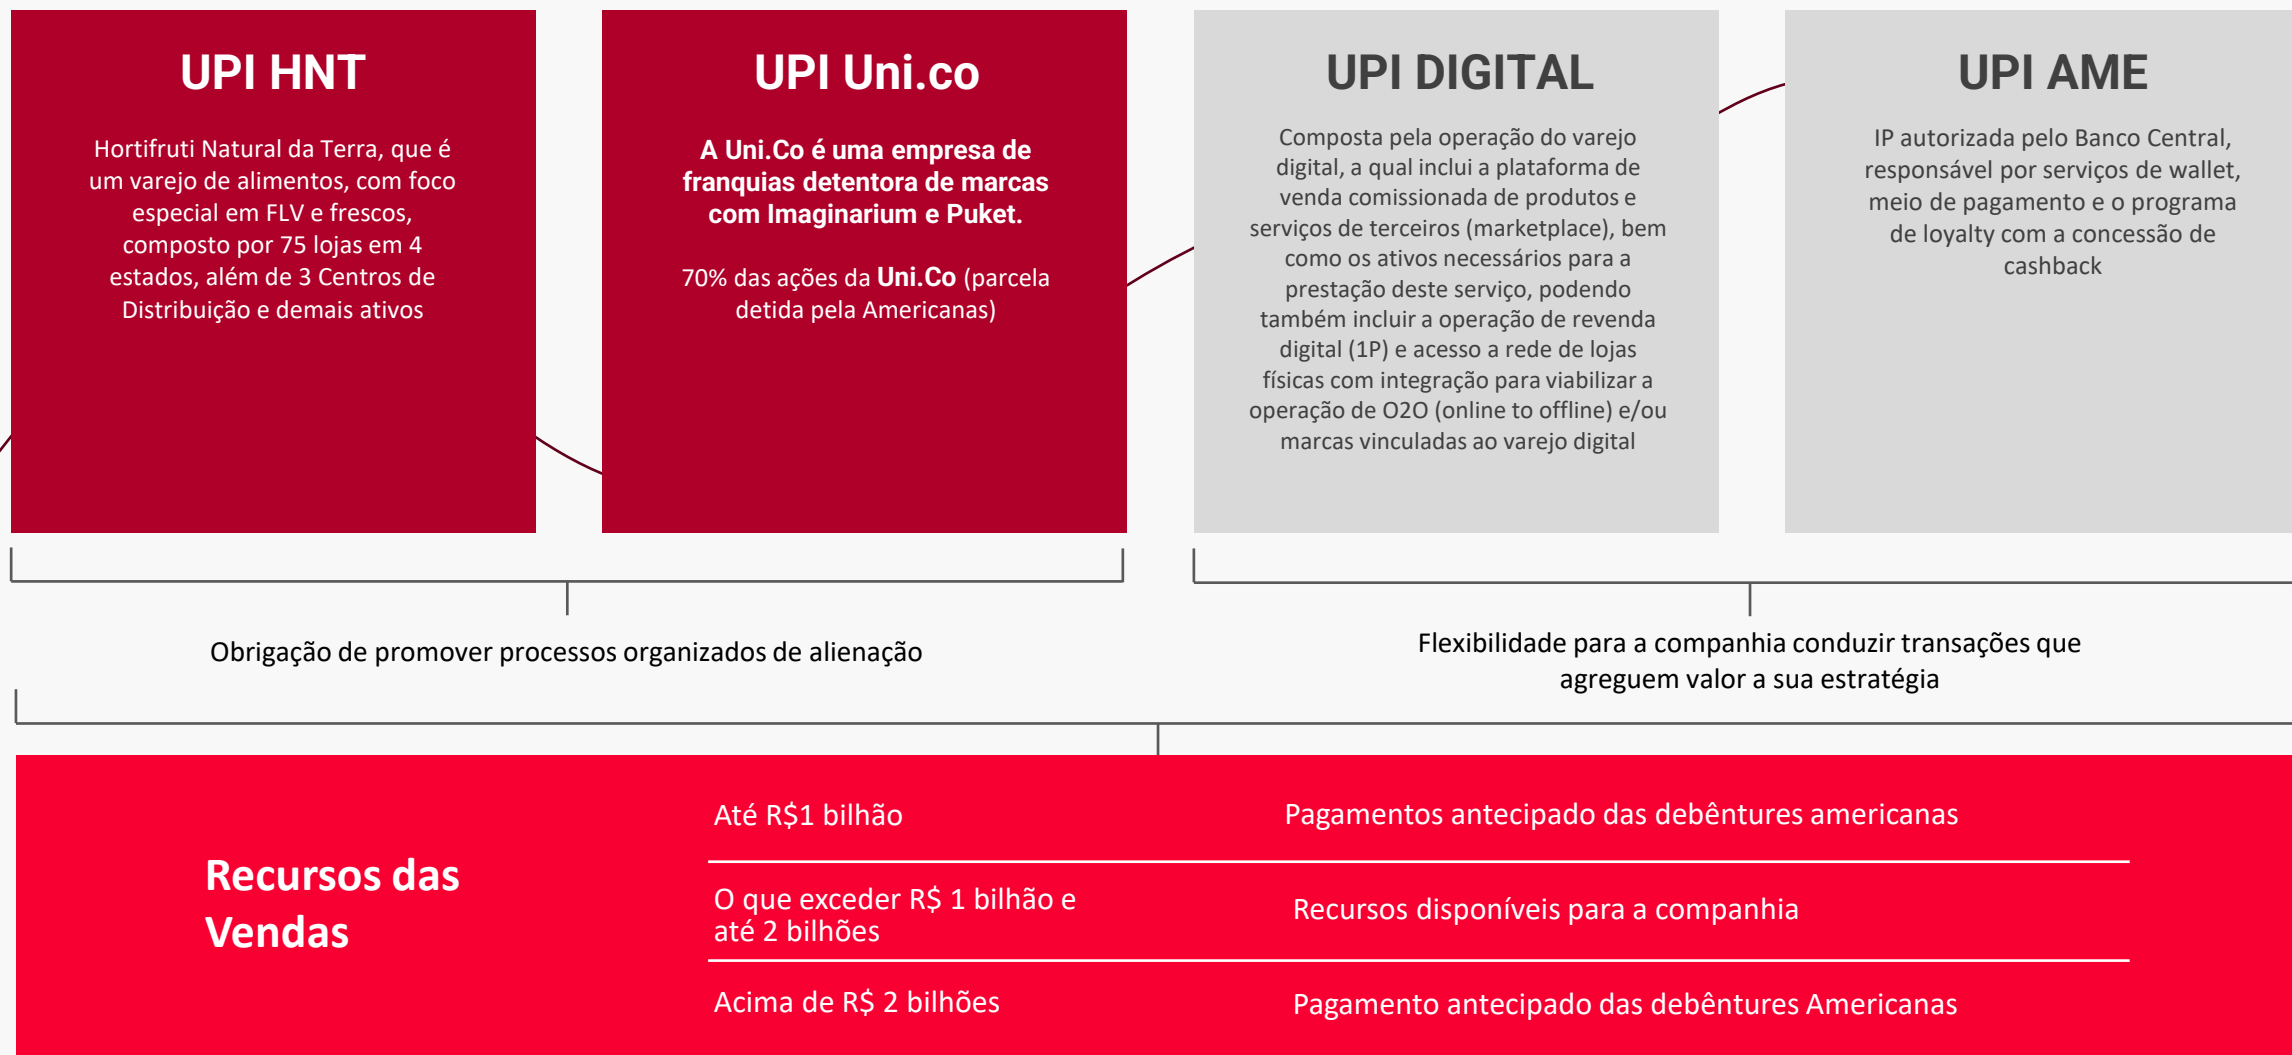 UPI HNT
Hortifruti Natural da Terra, que é
um varejo de alimentos, com foco
especial em FLV e frescos,
composto por 75 lojas em 4
estados, além de 3 Centros de
Distribuição e demais ativos
UPI Uni.co
A Uni.Co é uma empresa de
franquias detentora de marcas
com Imaginarium e Puket.
70% das ações da Uni.Co (parcela
detida pela Americanas)
UPI DIGITAL
Composta pela operação do varejo
digital, a qual inclui a plataforma de
venda comissionada de produtos e
serviços de terceiros (marketplace), bem
como os ativos necessários para a
prestação deste serviço, podendo
também incluir a operação de revenda
digital (1P) e acesso a rede de lojas
físicas com integração para viabilizar a
operação de O2O (online to offline) e/ou
marcas vinculadas ao varejo digital
UPI AME
IP autorizada pelo Banco Central,
responsável por serviços de wallet,
meio de pagamento e o programa
de loyalty com a concessão de
cashback
Obrigação de promover processos organizados de alienação
Flexibilidade para a companhia conduzir transações que
agreguem valor a sua estratégia
Recursos das
Vendas
Até R$1 bilhão
Pagamentos antecipado das debêntures americanas
O que exceder R$ 1 bilhão e
até 2 bilhões
Recursos disponíveis para a companhia
Acima de R$ 2 bilhões
Pagamento antecipado das debêntures Americanas